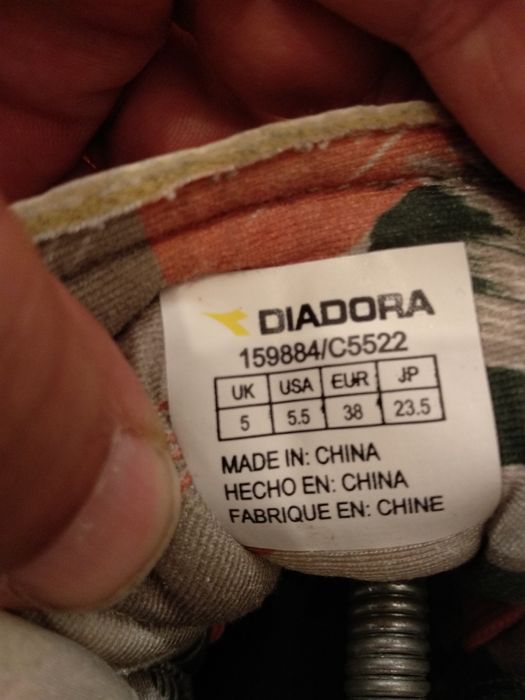 DIADORA
159884/C5522
UK USA EUR JP
5 5.5 38 23.5
MADE IN: CHINA
HECHO EN: CHINA
FABRIQUE EN: CHINE